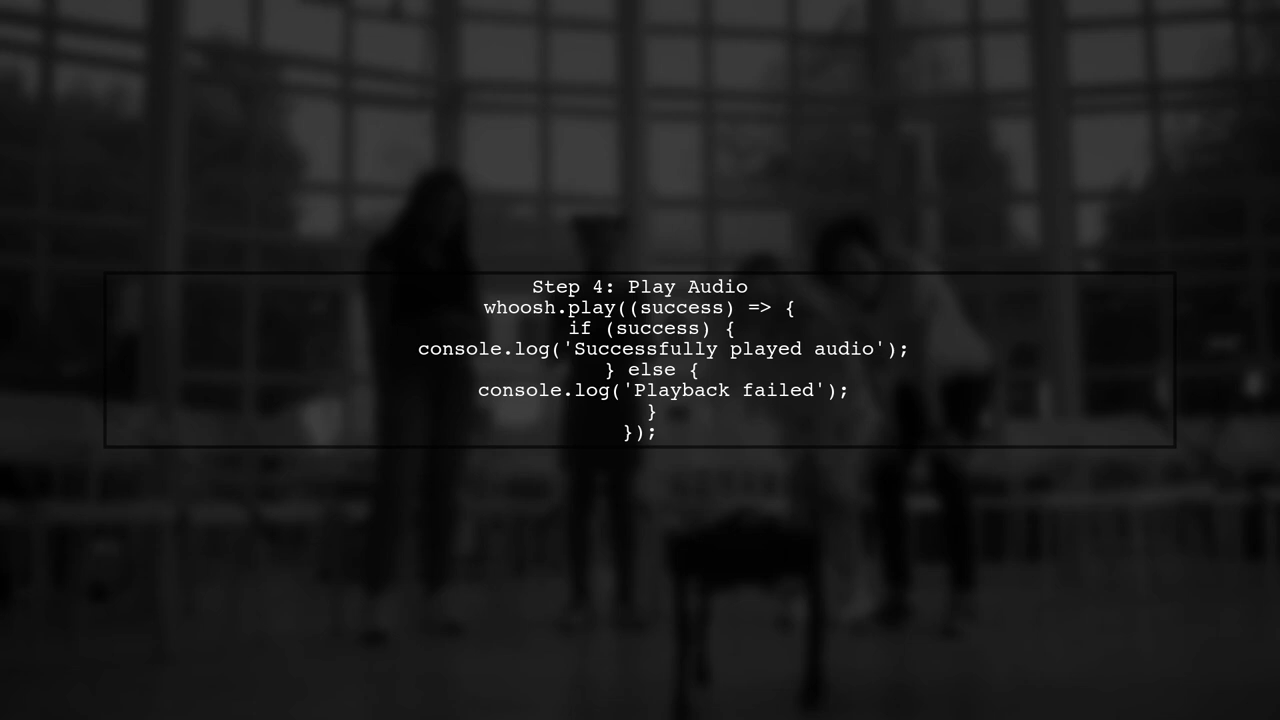 Step 4: Play Audio
whoosh.play((success) => {
if (success) {
console.log('Successfully played audio');
} else {
console.log('Playback failed');
}
});